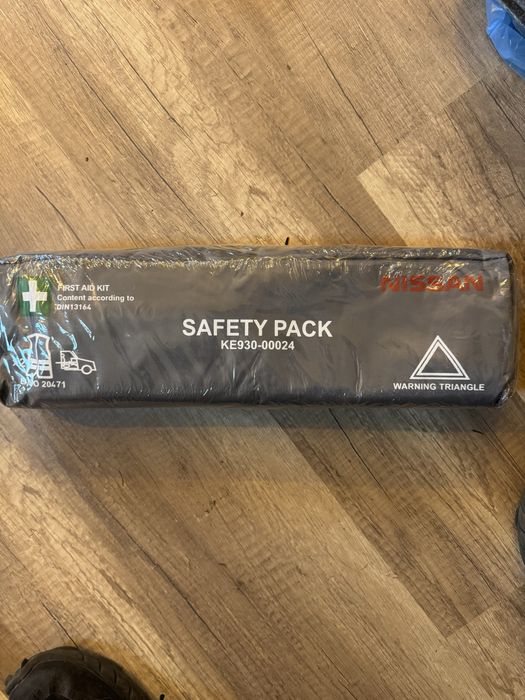 FIRST AID KIT
Content according to
DIN13164
NISSAN
SAFETY PACK
KE930-00024
20471
WARNING TRIANGLE